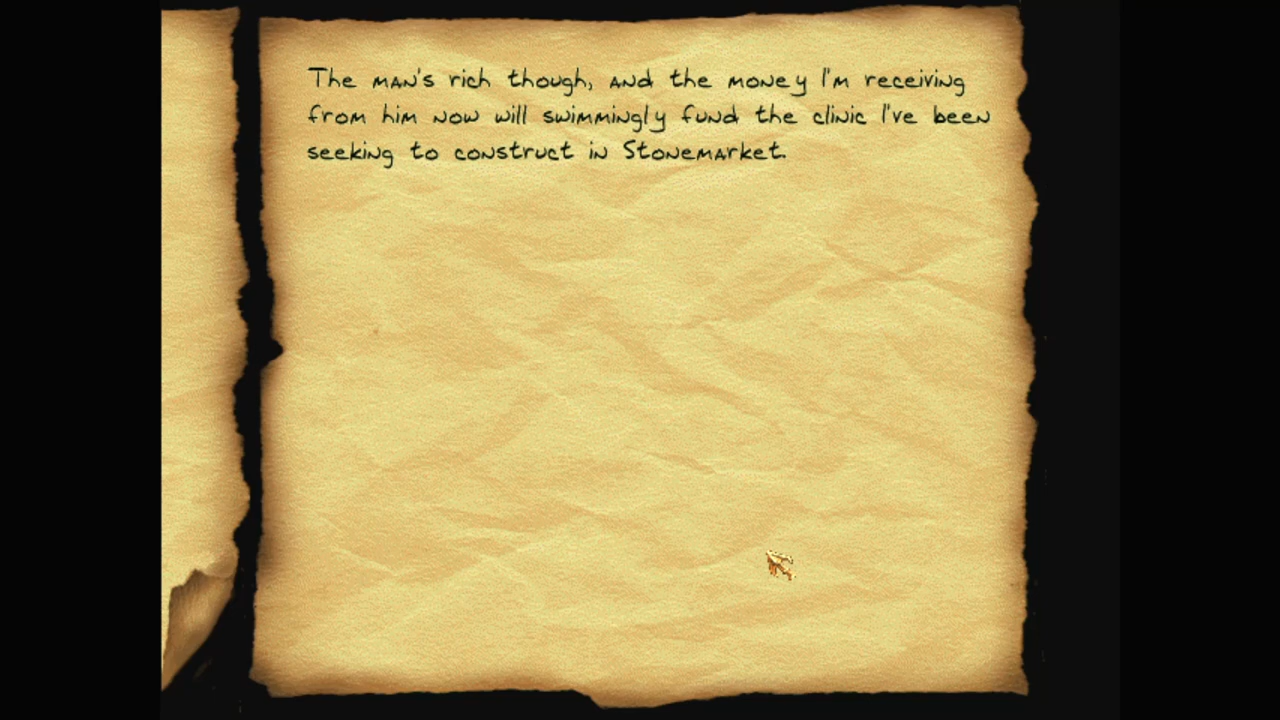 The man's rich though, and the money I'm receiving
from him now will swimmingly fund the clinic I've been
seeking to construct in Stonemarket.